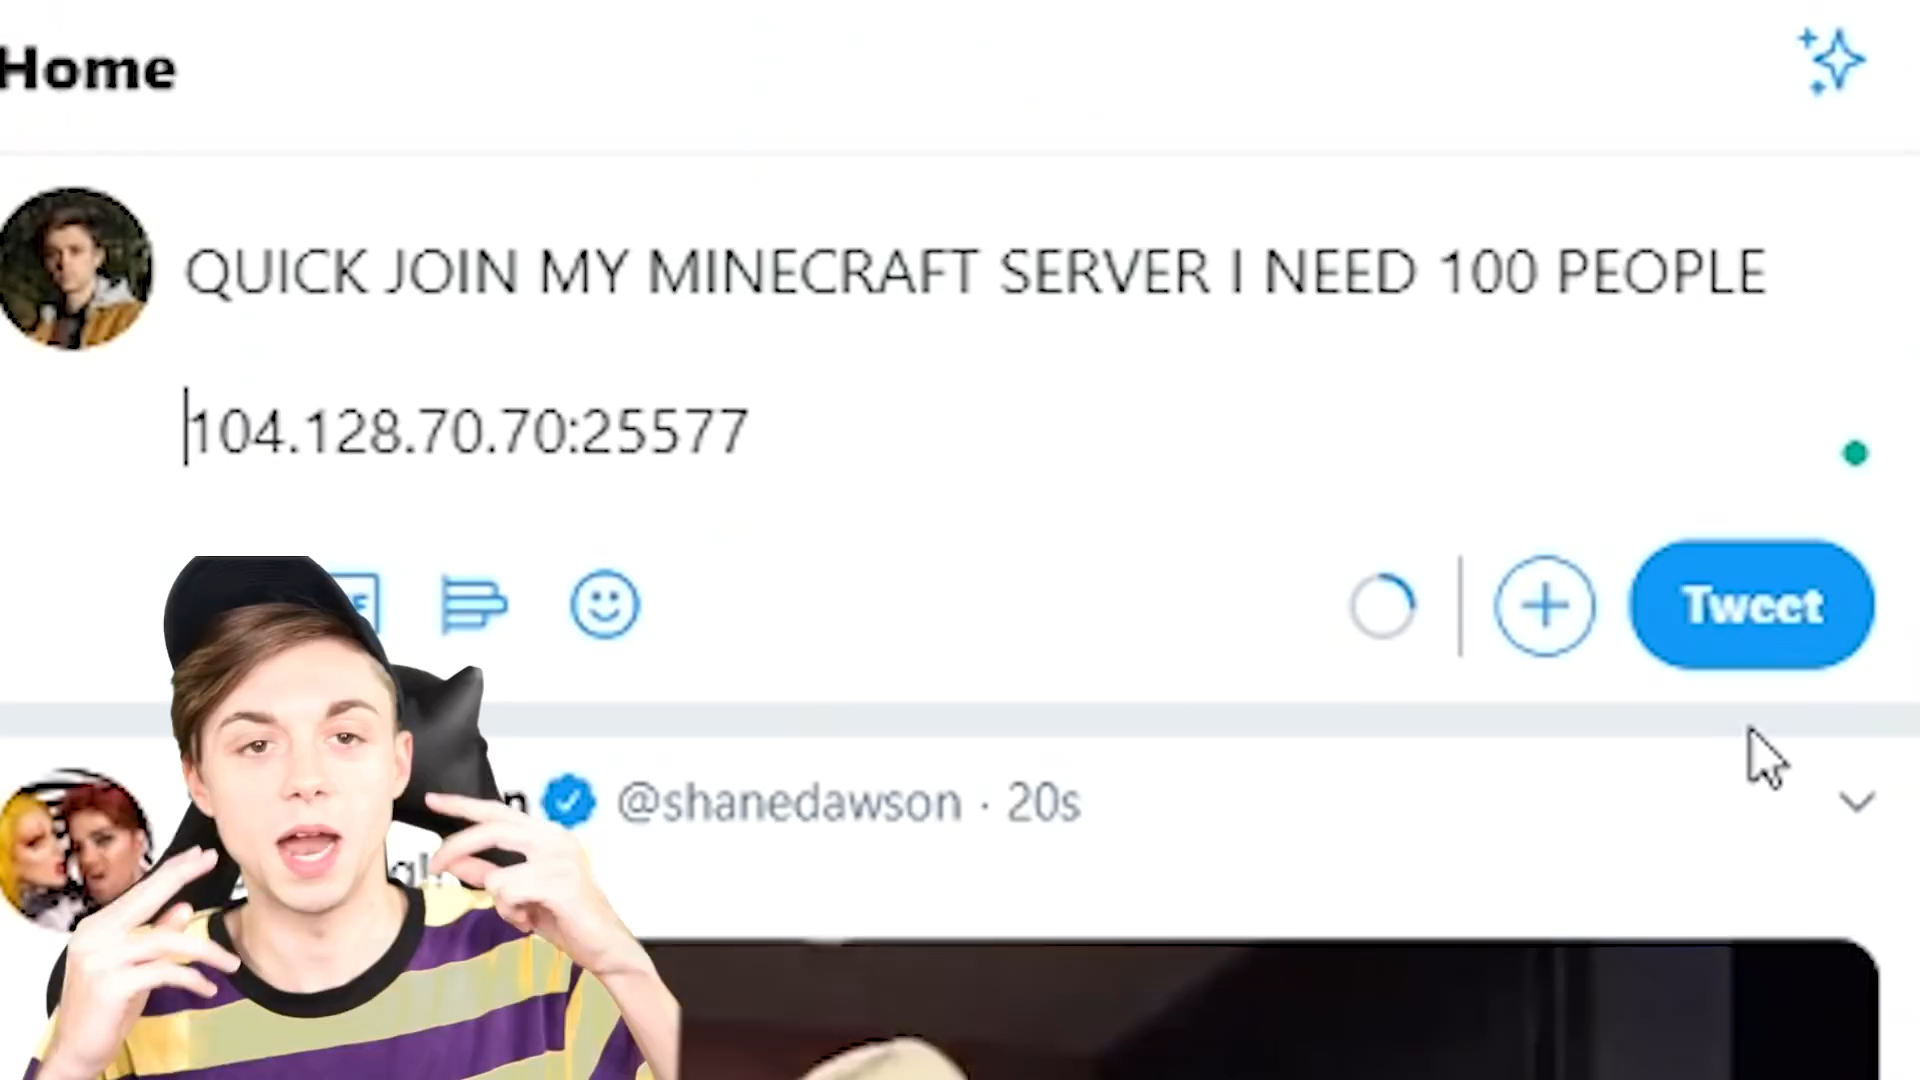 Home
QUICK JOIN MY MINECRAFT SERVER I NEED 100 PEOPLE
104.128.70.70:25577
Tweet
@shanedawson · 20s